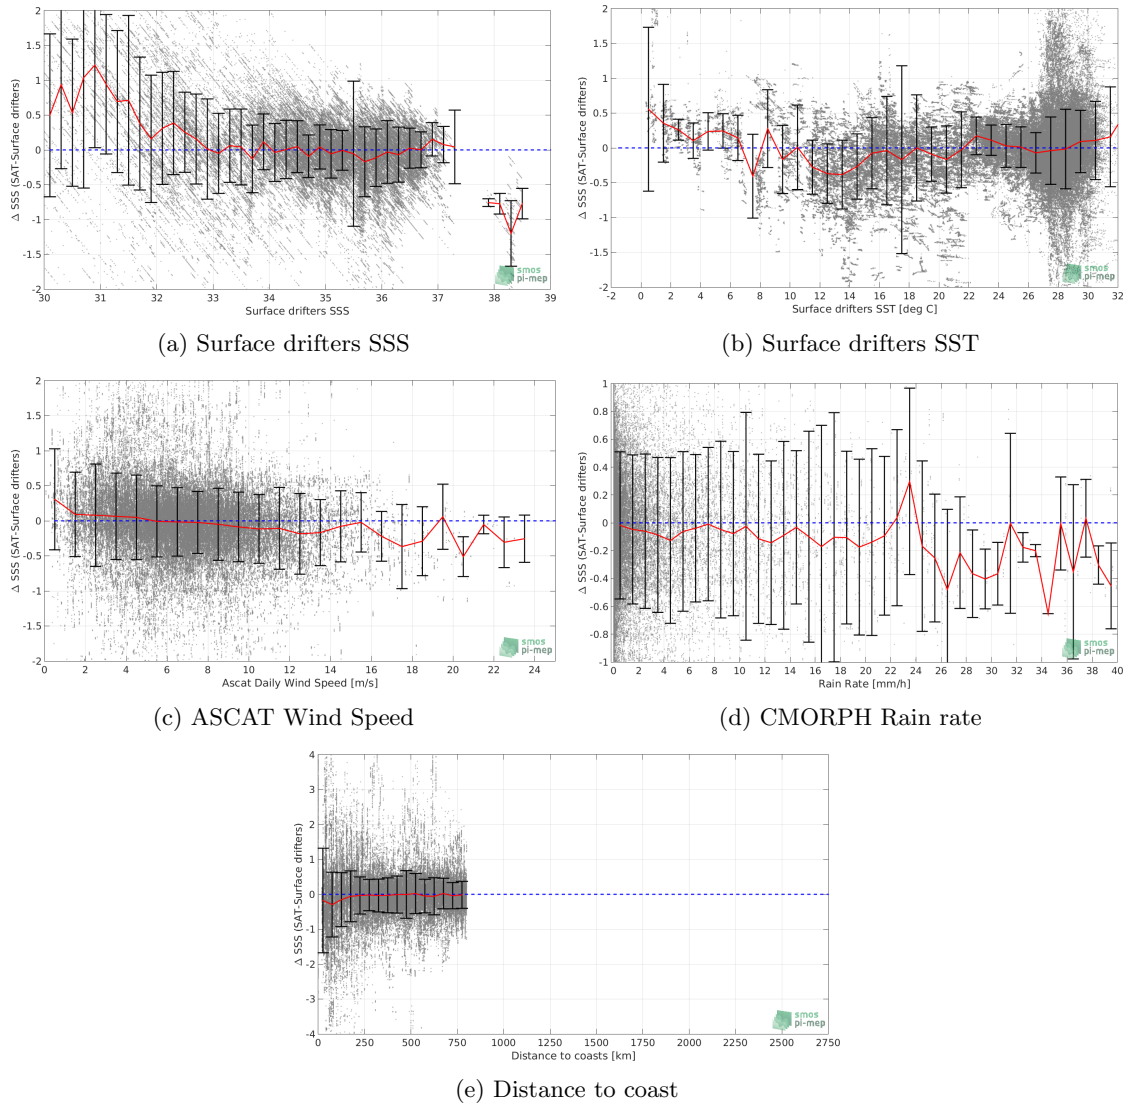 2
1.5
1
0.5
0
-0.5
-1
-1.5
-2
Δ SSS (SAT-Surface drifters)
30 31 32 33 34 35 36 37 38 39
Surface drifters SSS
smos
pi-mep
(a) Surface drifters SSS
2
1.5
1
0.5
0
-0.5
-1
-1.5
-2
Δ SSS (SAT-Surface drifters)
-2 0 2 4 6 8 10 12 14 16 18 20 22 24 26 28 30 32
Surface drifters SST [deg C]
smos
pi-mep
(b) Surface drifters SST
2
1.5
1
0.5
0
-0.5
-1
-1.5
-2
Δ SSS (SAT-Surface drifters)
0 2 4 6 8 10 12 14 16 18 20 22 24
Ascat Daily Wind Speed [m/s]
smos
pi-mep
(c) ASCAT Wind Speed
1
0.8
0.6
0.4
0.2
0
-0.2
-0.4
-0.6
-0.8
-1
Δ SSS (SAT-Surface drifters)
0 2 4 6 8 10 12 14 16 18 20 22 24 26 28 30 32 34 36 38 40
Rain Rate [mm/h]
smos
pi-mep
(d) CMORPH Rain rate
4
3
2
1
0
-1
-2
-3
-4
Δ SSS (SAT-Surface drifters)
0 250 500 750 1000 1250 1500 1750 2000 2250 2500 2750
Distance to coasts [km]
smos
pi-mep
(e) Distance to coast